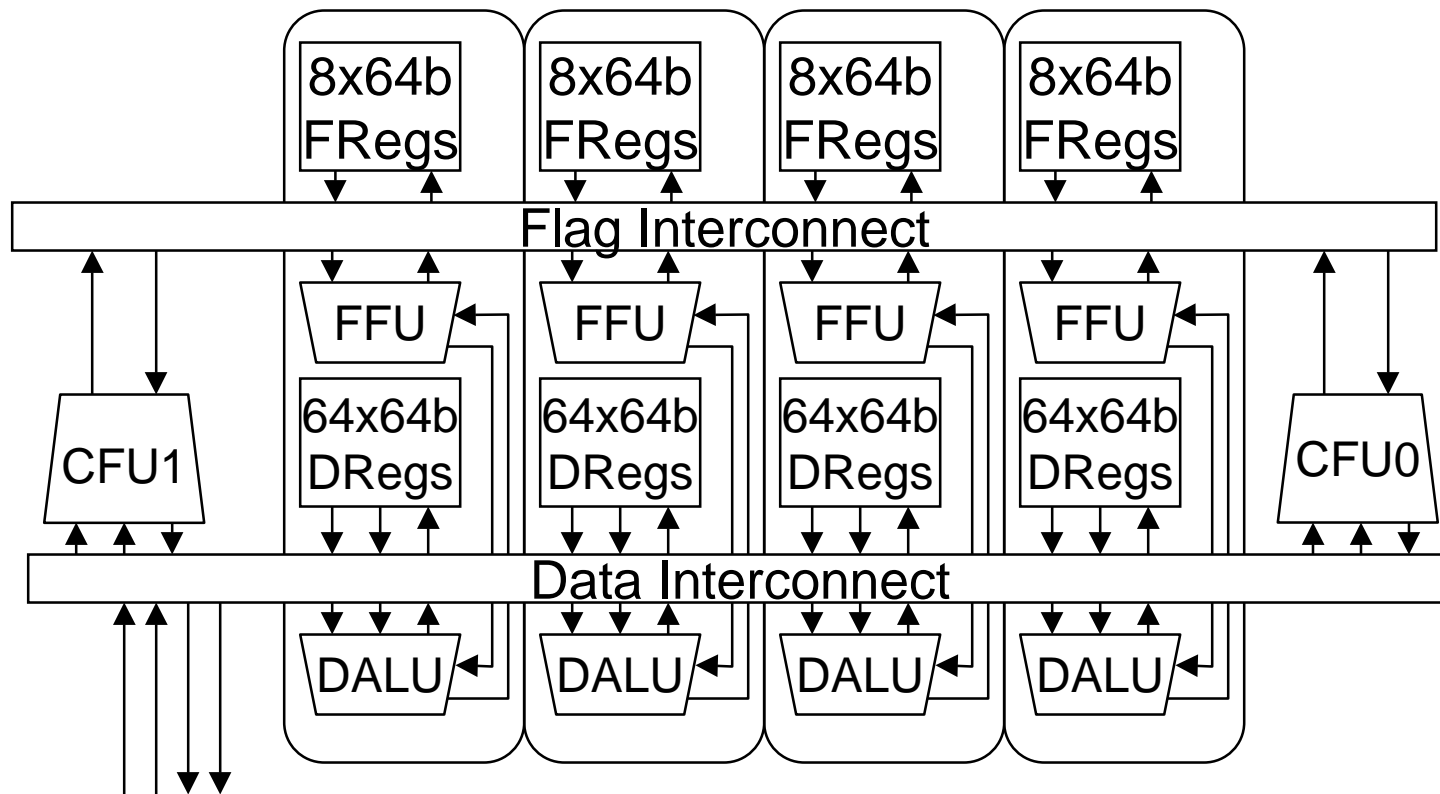 8x64b
FRegs
8x64b
FRegs
8x64b
FRegs
8x64b
FRegs
Flag Interconnect
FFU
FFU
FFU
FFU
CFU1
64x64b
DRegs
64x64b
DRegs
64x64b
DRegs
64x64b
DRegs
CFU0
Data Interconnect
DALU
DALU
DALU
DALU